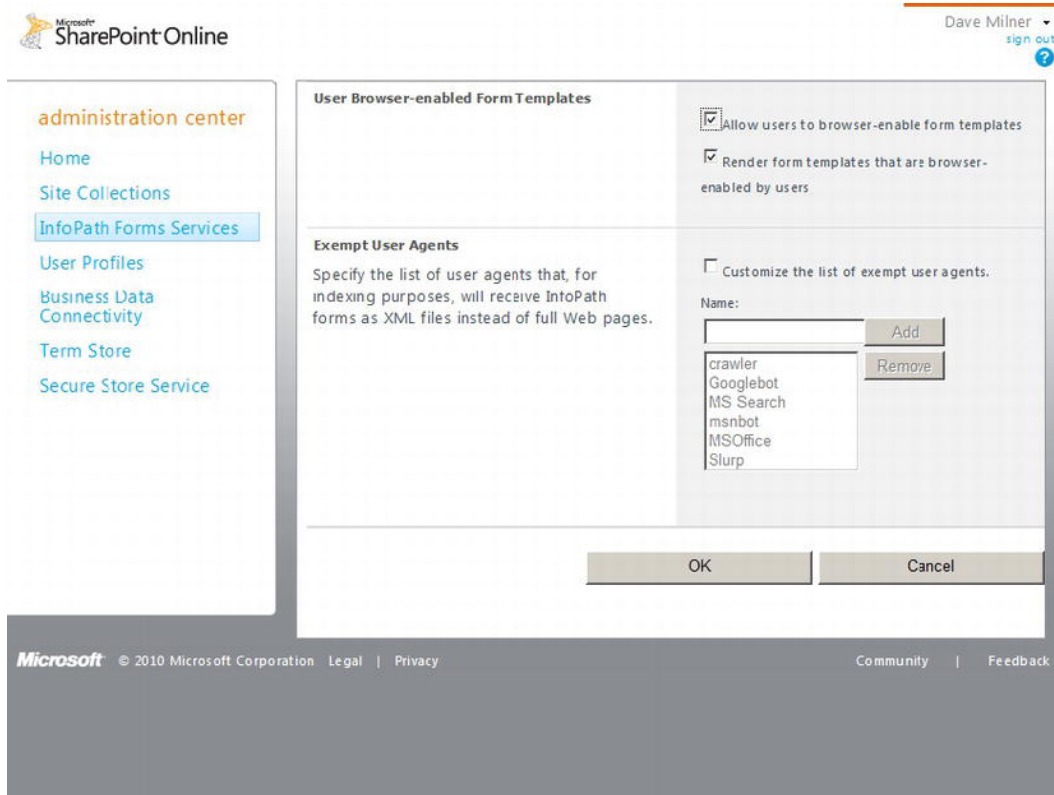 Microsoft®
SharePoint Online
Dave Milner
sign out
?
administration center
Home
Site Collections
InfoPath Forms Services
User Profiles
Business Data
Connectivity
Term Store
Secure Store Service
User Browser-enabled Form Templates
Allow users to browser-enable form templates
Render form templates that are browser-
enabled by users
Exempt User Agents
Specify the list of user agents that, for
indexing purposes, will receive InfoPath
forms as XML files instead of full Web pages.
Customize the list of exempt user agents.
Name:
Add
crawler
Googlebot
MS Search
msnbot
MSOffice
Slurp
Remove
OK
Cancel
Microsoft © 2010 Microsoft Corporation Legal | Privacy
Community | Feedback